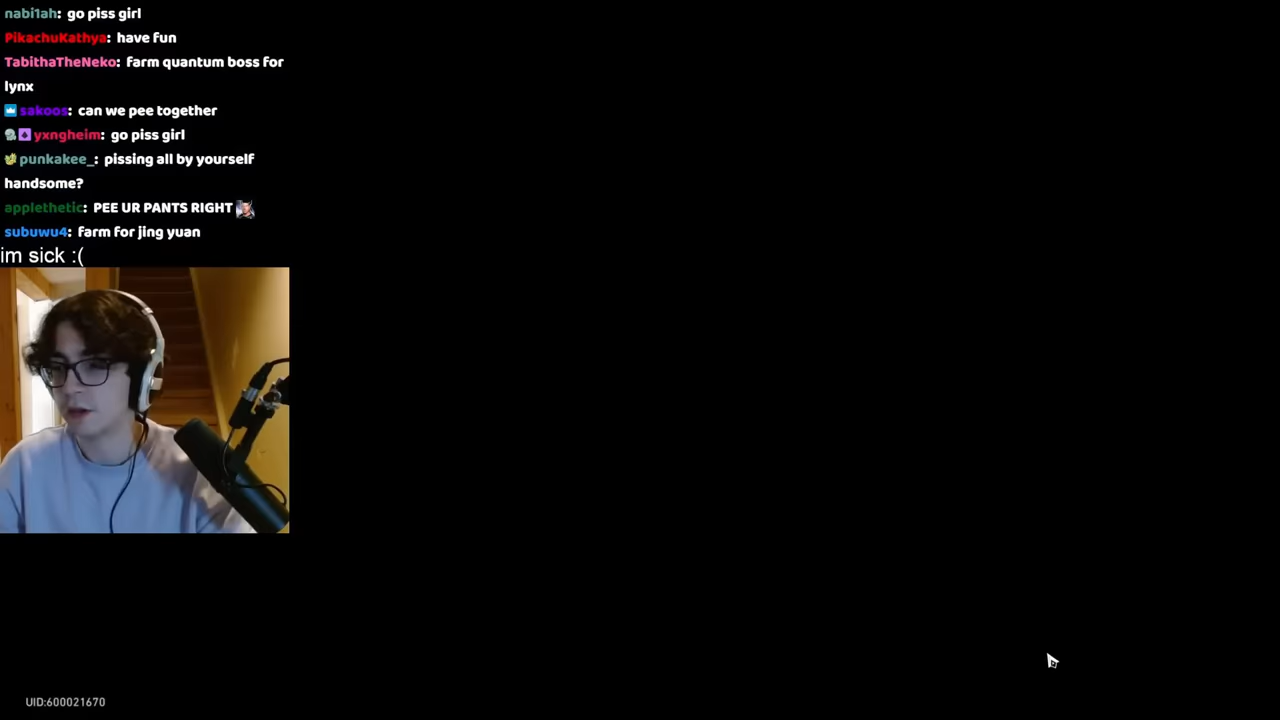 nabi1ah: go piss girl
PikachuKathya: have fun
TabithaTheNeko: farm quantum boss for
lynx
sakoos: can we pee together
yxngheim: go piss girl
punkakee_: pissing all by yourself
handsome?
applethetic: PEE UR PANTS RIGHT
subuwu4: farm for jing yuan
im sick :(
UID:600021670